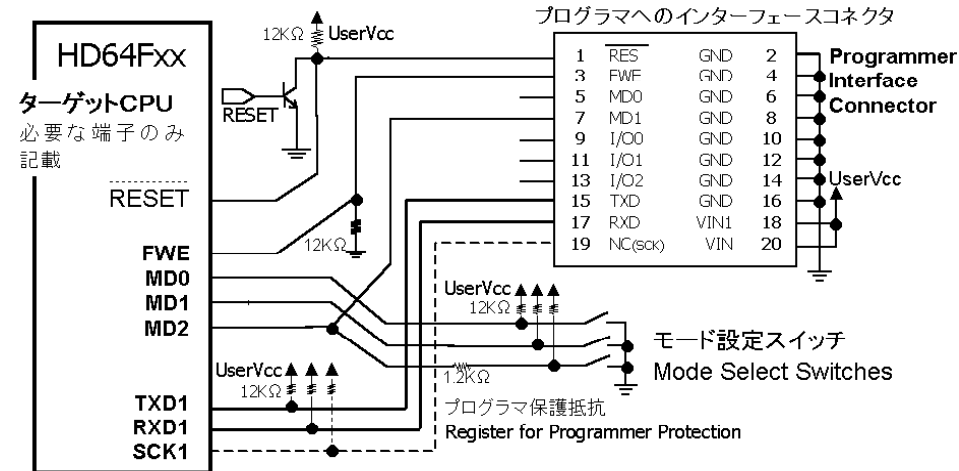 プログラマへのインターフェースコネクタ
12KΩ UserVcc
HD64Fxx
ターゲットCPU
必要な端子のみ
記載
RESET
RESET
FWE
MD0
MD1
MD2
TXD1
RXD1
SCK1
12KΩ
1 RES GND 2
3 FWE GND 4
5 MD0 GND 6
7 MD1 GND 8
9 I/O0 GND 10
11 I/O1 GND 12
13 I/O2 GND 14
15 TXD GND 16
17 RXD VIN1 18
19 NC(SCK) VIN 20
Programmer
Interface
Connector
UserVcc
UserVcc
12KΩ
モード設定スイッチ
Mode Select Switches
UserVcc
12KΩ
1.2KΩ
プログラマ保護抵抗
Register for Programmer Protection